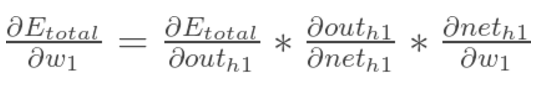 ∂E_total/∂w_1 = ∂E_total/∂out_h1 * ∂out_h1/∂net_h1 * ∂net_h1/∂w_1